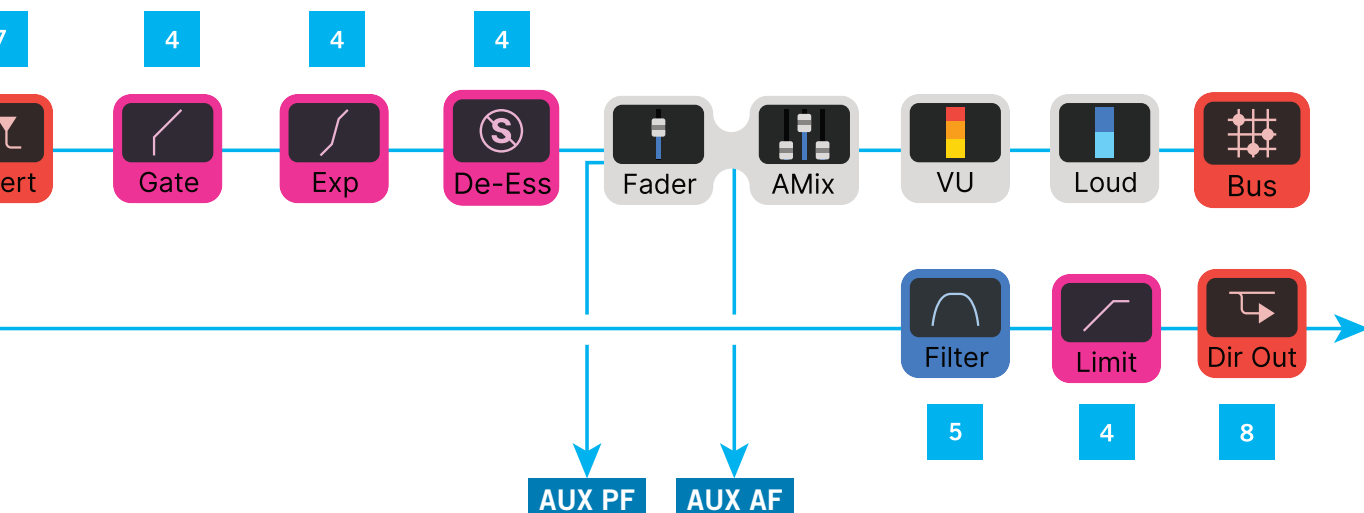 7
4
4
4
ert
Gate
Exp
De-Ess
Fader
AMix
VU
Loud
Bus
Filter
Limit
Dir Out
5
4
8
AUX PF
AUX AF